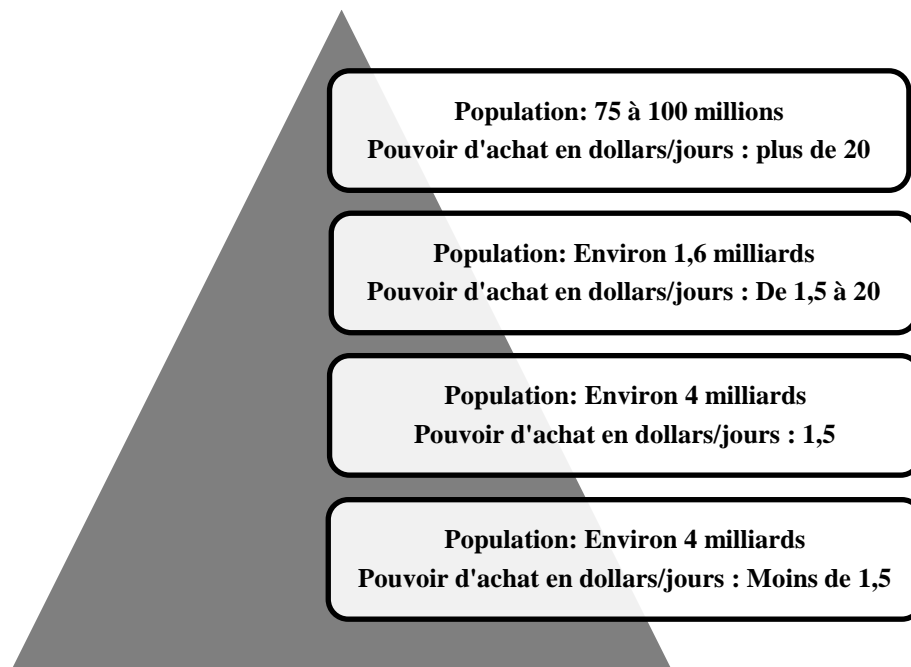 Population: 75 à 100 millions
Pouvoir d'achat en dollars/jours : plus de 20
Population: Environ 1,6 milliards
Pouvoir d'achat en dollars/jours : De 1,5 à 20
Population: Environ 4 milliards
Pouvoir d'achat en dollars/jours : 1,5
Population: Environ 4 milliards
Pouvoir d'achat en dollars/jours : Moins de 1,5